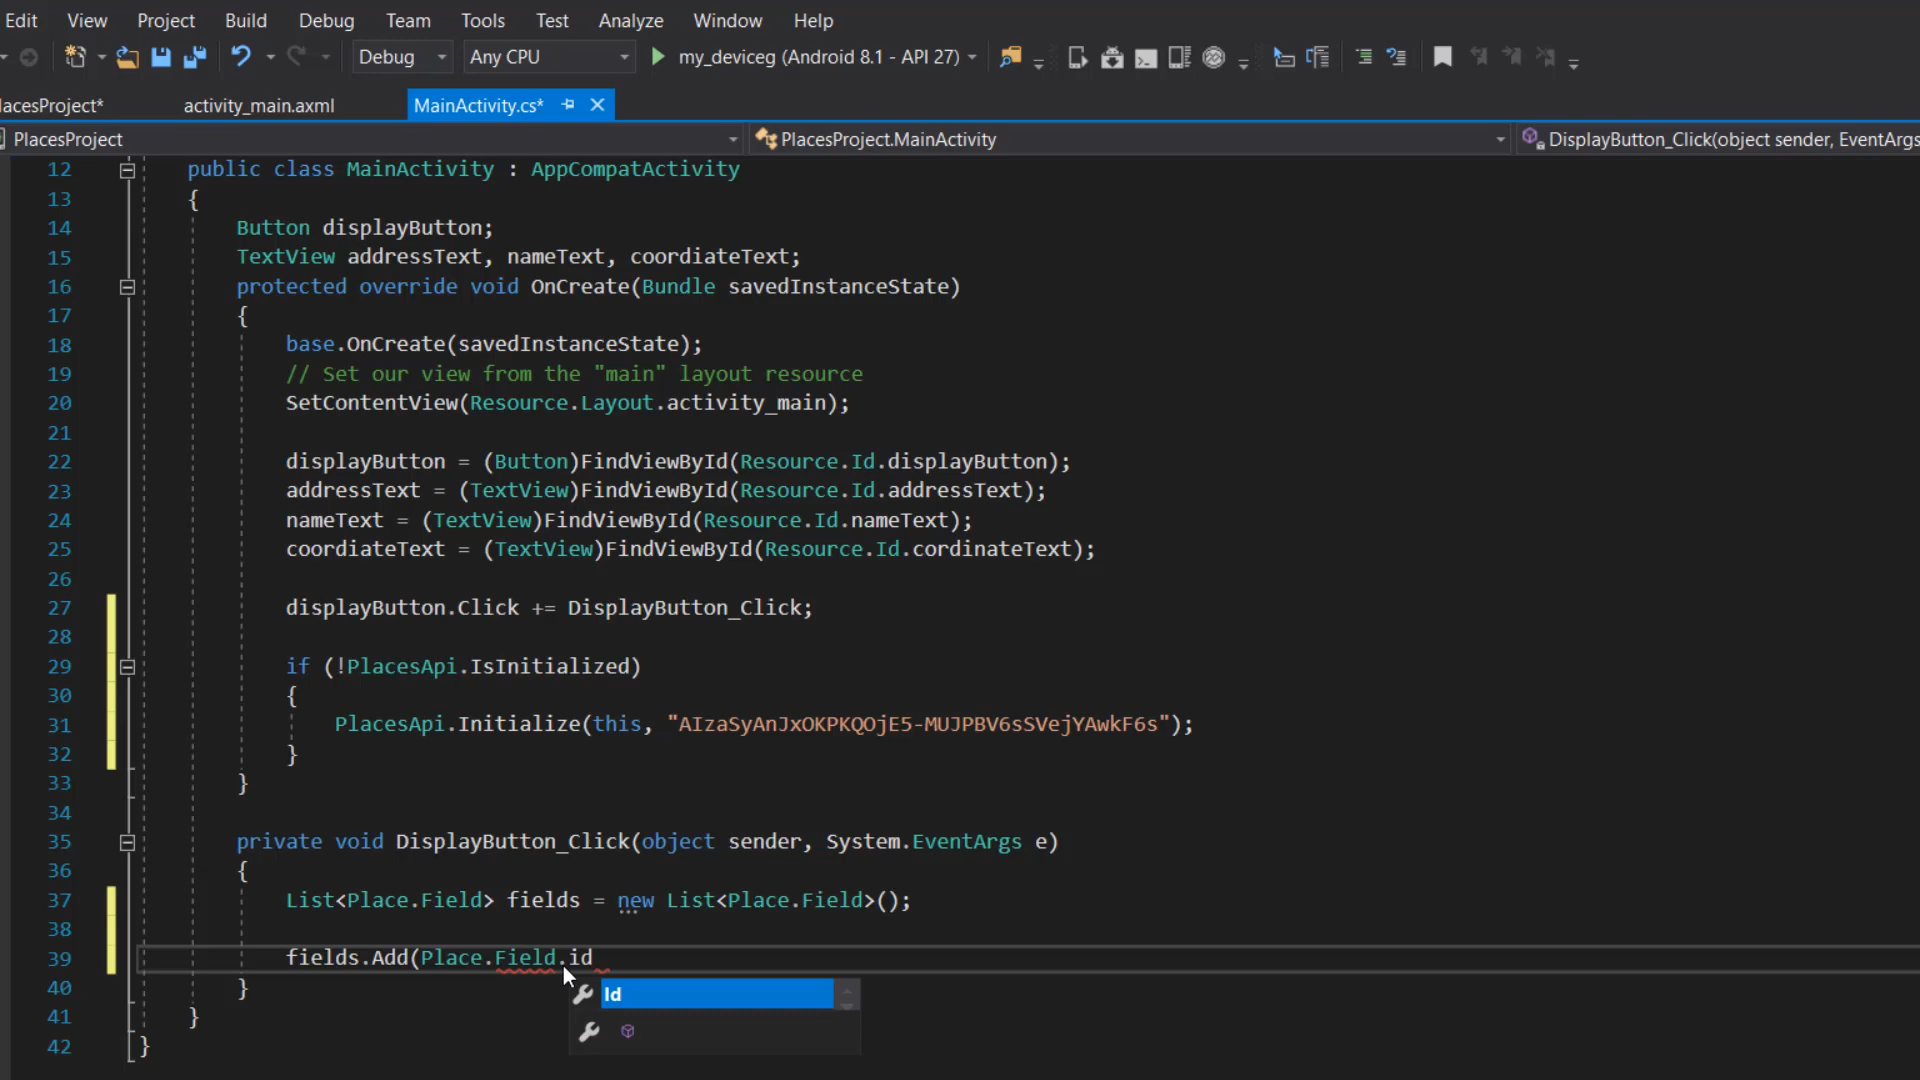 Edit View Project Build Debug Team Tools Test Analyze Window Help
Debug Any CPU my_deviceg (Android 8.1 - API 27)
lacesProject* activity_main.axml MainActivity.cs*
PlacesProject PlacesProject.MainActivity DisplayButton_Click(object sender, EventArgs
12 public class MainActivity : AppCompatActivity
13 {
14 Button displayButton;
15 TextView addressText, nameText, coordiateText;
16 protected override void OnCreate(Bundle savedInstanceState)
17 {
18 base.OnCreate(savedInstanceState);
19 // Set our view from the "main" layout resource
20 SetContentView(Resource.Layout.activity_main);
21
22 displayButton = (Button)FindViewById(Resource.Id.displayButton);
23 addressText = (TextView)FindViewById(Resource.Id.addressText);
24 nameText = (TextView)FindViewById(Resource.Id.nameText);
25 coordiateText = (TextView)FindViewById(Resource.Id.cordinateText);
26
27 displayButton.Click += DisplayButton_Click;
28
29 if (!PlacesApi.IsInitialized)
30 {
31 PlacesApi.Initialize(this, "AIzaSyAnJxOKPKQOjE5-MUJPBV6sSVejYAwkF6s");
32 }
33 }
34
35 private void DisplayButton_Click(object sender, System.EventArgs e)
36 {
37 List<Place.Field> fields = new List<Place.Field>();
38
39 fields.Add(Place.Field.id
40 }
Id
41 }
42 }